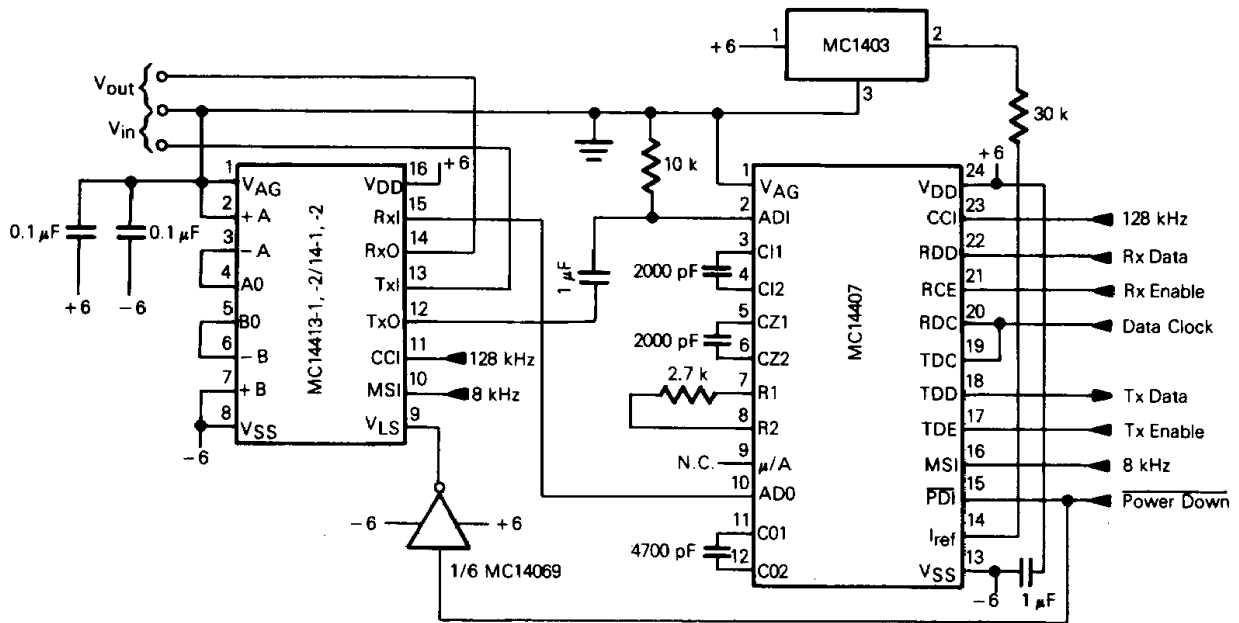 +6
1
MC1403
2
3
Vout
Vin
30 k
10 k
0.1 µF
0.1 µF
+6
-6
MC14413-1, -2/14-1, -2
1 VAG
2 +A
3 -A
4 A0
5 B0
6 -B
7 +B
8 VSS
-6
16 VDD
+6
15 RxI
14 RxO
13 TxI
12 TxO
11 CCI
128 kHz
10 MSI
8 kHz
9 VLS
1 µF
-6
+6
1/6 MC14069
MC14407
1 VAG
2 ADI
3 CI1
2000 pF
4 CI2
5 CZ1
2000 pF
6 CZ2
2.7 k
7 R1
8 R2
N.C.
9 µ/A
10 AD0
11 C01
4700 pF
12 C02
+6
24 VDD
23 CCI
128 kHz
22 RDD
Rx Data
21 RCE
Rx Enable
20 RDC
Data Clock
19 TDC
18 TDD
Tx Data
17 TDE
Tx Enable
16 MSI
8 kHz
15 PDI
Power Down
14 Iref
13 VSS
-6
1 µF